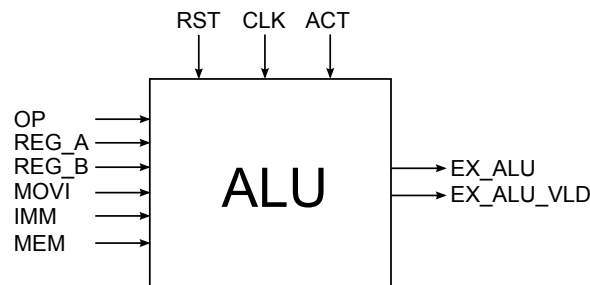 RST CLK ACT
OP
REG_A
REG_B
MOVI
IMM
MEM
ALU
EX_ALU
EX_ALU_VLD